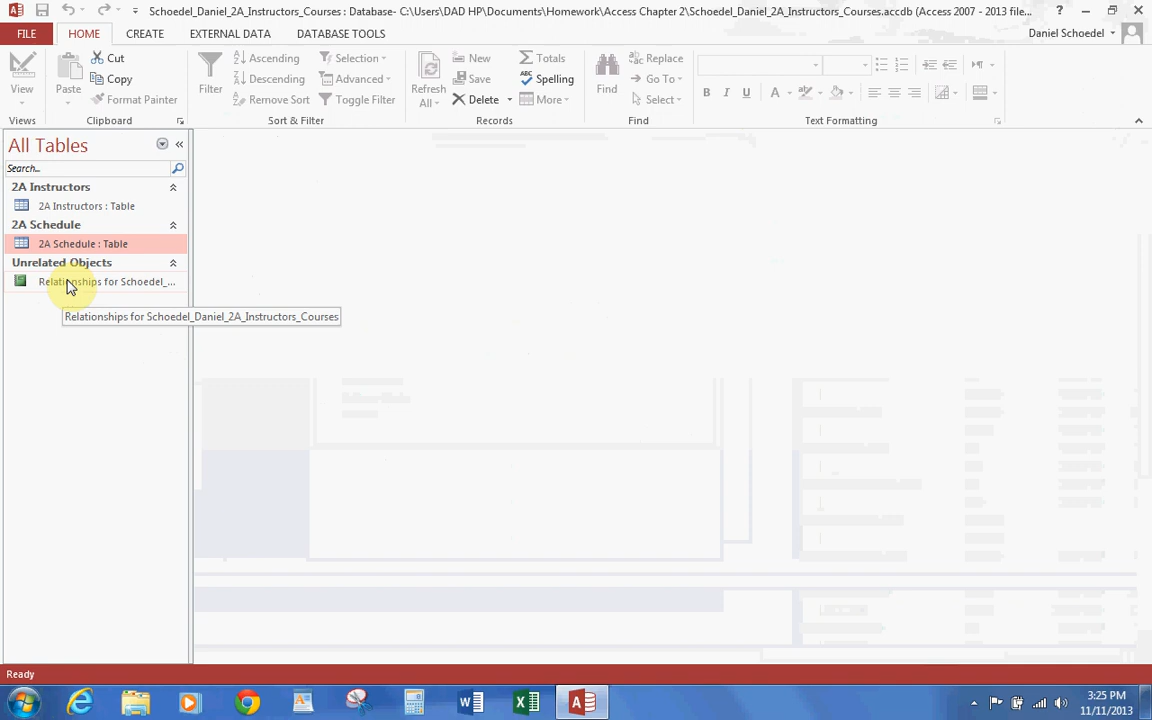 Schoedel_Daniel_2A_Instructors_Courses : Database- C:\Users\DAD HP\Documents\Homework\Access Chapter 2\Schoedel_Daniel_2A_Instructors_Courses.accdb (Access 2007 - 2013 file...
FILE HOME CREATE EXTERNAL DATA DATABASE TOOLS Daniel Schoedel
View
Views
Paste
Cut
Copy
Format Painter
Clipboard
Filter
Ascending
Descending
Remove Sort
Selection
Advanced
Toggle Filter
Sort & Filter
Refresh
All
New
Save
Delete
Totals
ABC
Spelling
More
Records
Find
Replace
Go To
Select
Find
B I U A
Text Formatting
All Tables
Search...
2A Instructors
2A Instructors : Table
2A Schedule
2A Schedule : Table
Unrelated Objects
Relationships for Schoedel_...
Relationships for Schoedel_Daniel_2A_Instructors_Courses
Ready
3:25 PM
11/11/2013